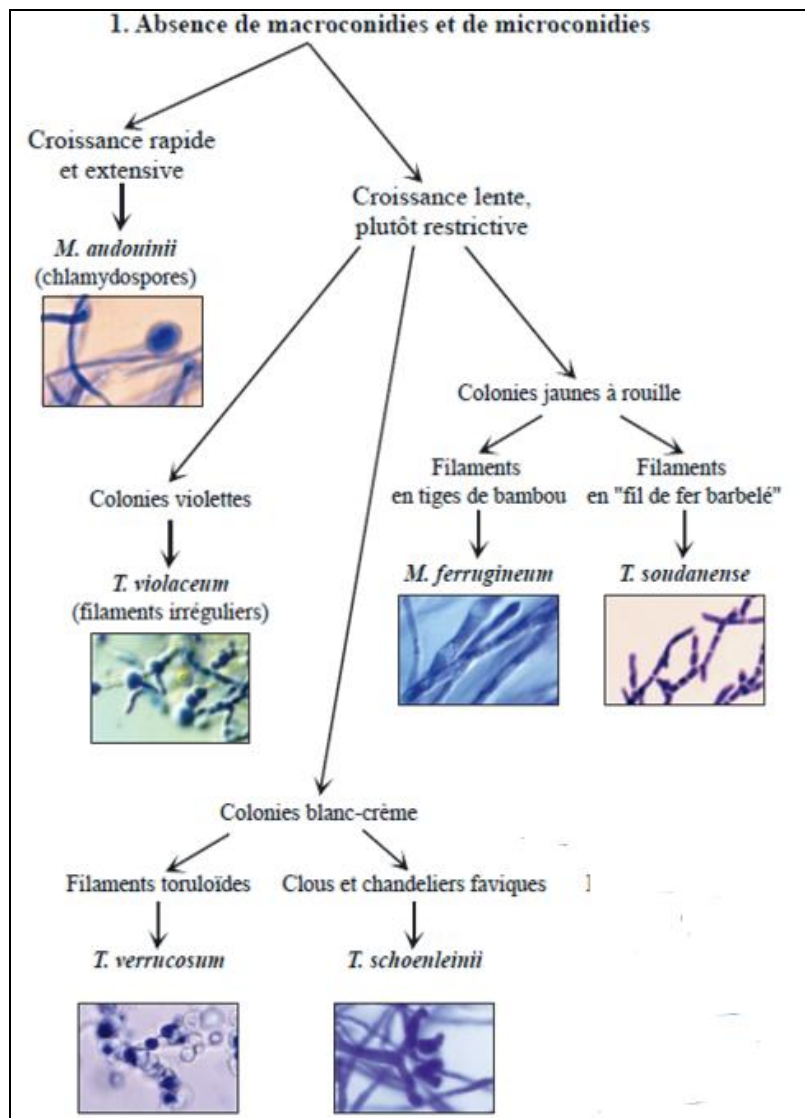 1. Absence de macroconidies et de microconidies
Croissance rapide
et extensive
Croissance lente,
plutôt restrictive
M. audouinii
(chlamydospores)
Colonies jaunes à rouille
Filaments
en tiges de bambou
Filaments
en "fil de fer barbelé"
Colonies violettes
M. ferrugineum
T. soudanense
T. violaceum
(filaments irréguliers)
Colonies blanc-crème
Filaments toruloïdes
Clous et chandeliers faviques
T. verrucosum
T. schoenleinii